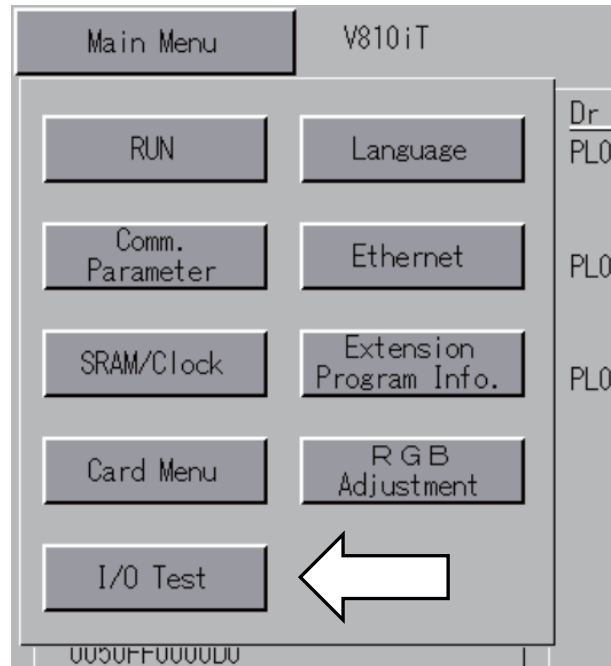 Main Menu V810iT
Dr
RUN Language PLO
Comm.
Parameter Ethernet PLO
SRAM/Clock Extension
Program Info. PLO
Card Menu RGB
Adjustment
I/O Test